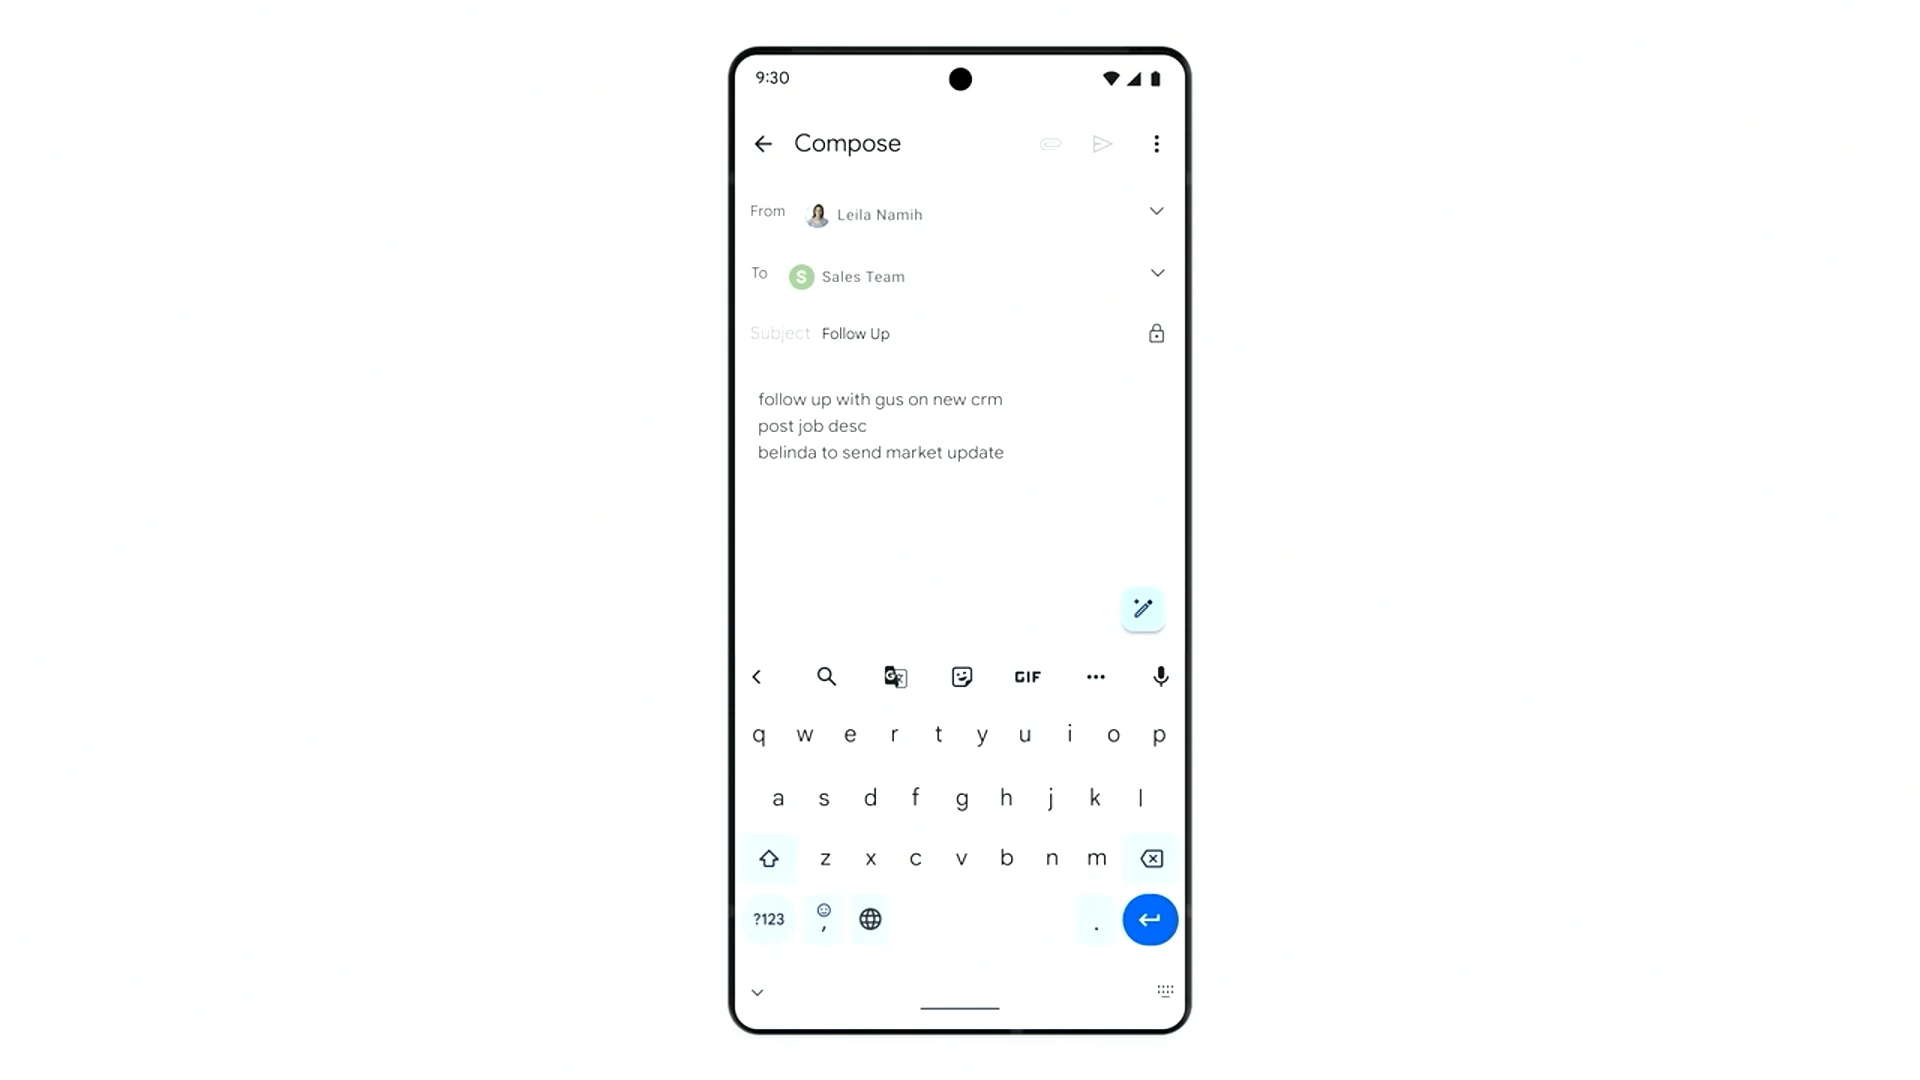 9:30
Compose
From Leila Namih
To S Sales Team
Subject Follow Up
follow up with gus on new crm
post job desc
belinda to send market update
GIF
q w e r t y u i o p
a s d f g h j k l
z x c v b n m
?123 , .